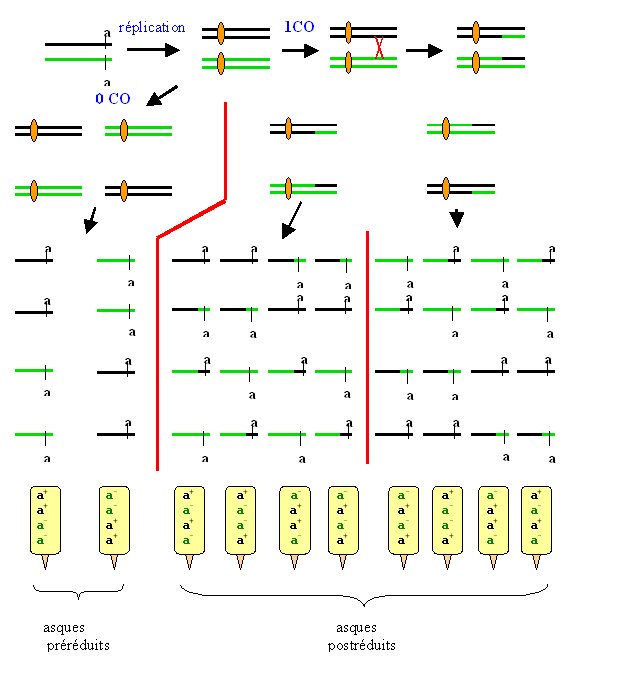 a
réplication
1CO
a
0 CO
a a a a a
a a a a a
a a a a a
a a a a a
a a a a a
a a a a a
a a a a a
a a a a a
a⁺ a⁻ a⁺ a⁺ a⁻ a⁻ a⁻ a⁺ a⁻ a⁺
a⁺ a⁻ a⁻ a⁻ a⁺ a⁺ a⁺ a⁻ a⁺ a⁻
a⁻ a⁺ a⁺ a⁻ a⁺ a⁻ a⁻ a⁻ a⁺ a⁺
a⁻ a⁺ a⁻ a⁺ a⁻ a⁺ a⁺ a⁺ a⁻ a⁻
asques
préréduits
asques
postréduits